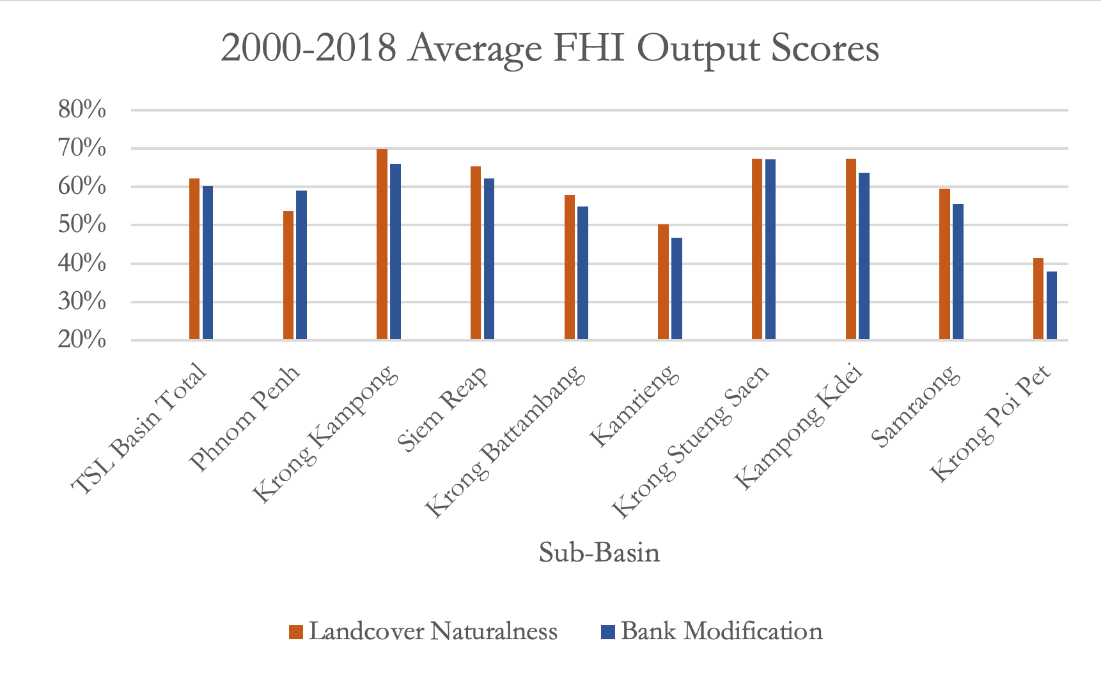 2000-2018 Average FHI Output Scores
80%
70%
60%
50%
40%
30%
20%
TSL Basin Total
Phnom Penh
Krong Kampong
Siem Reap
Krong Battambang
Kamrieng
Krong Stueng Saen
Kampong Kdei
Samraong
Krong Poi Pet
Sub-Basin
Landcover Naturalness
Bank Modification